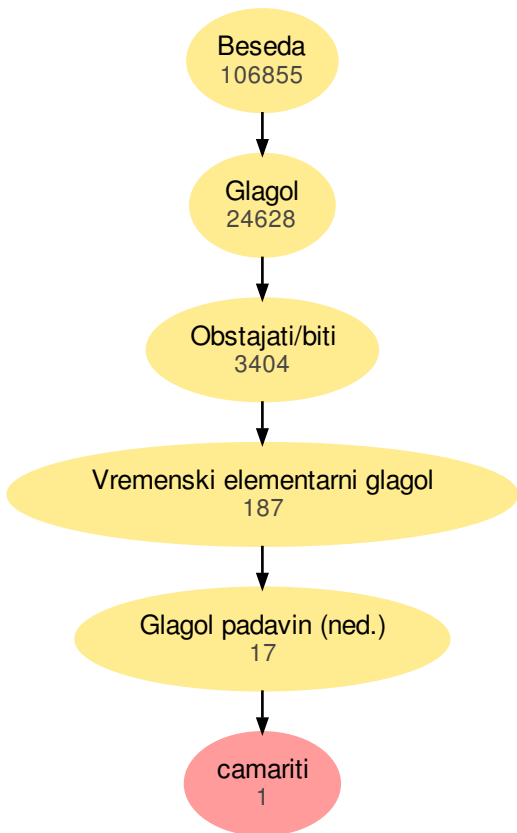 Beseda
106855
Glagol
24628
Obstajati/biti
3404
Vremenski elementarni glagol
187
Glagol padavin (ned.)
17
camariti
1